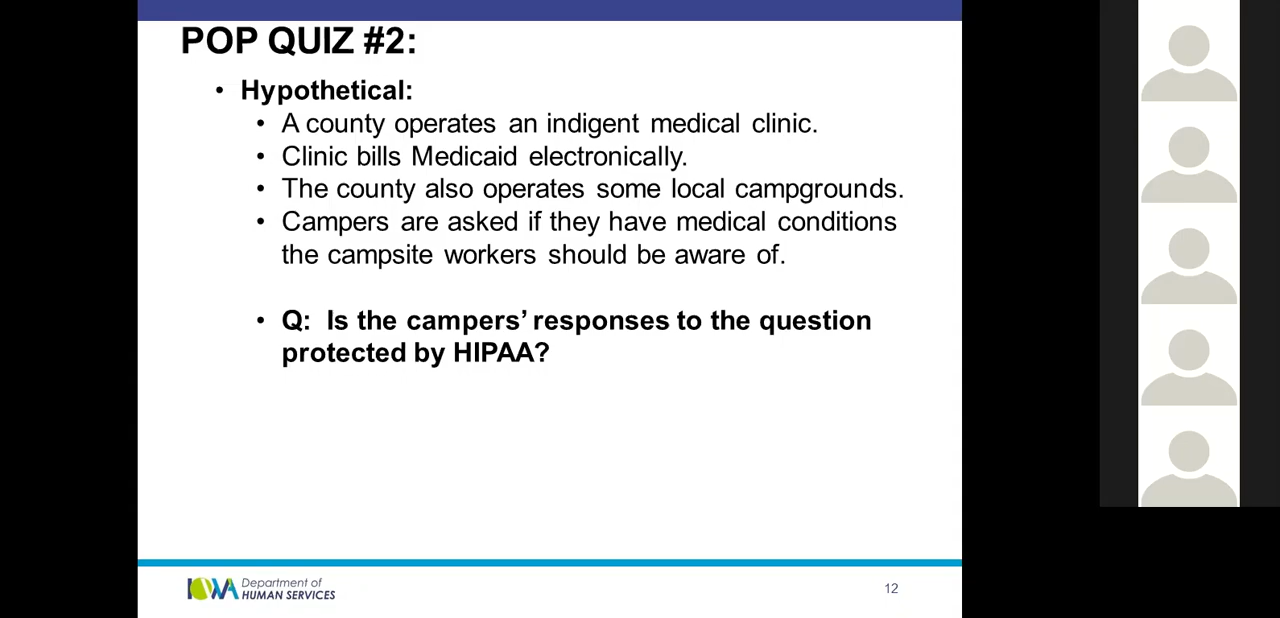 POP QUIZ #2:
• Hypothetical:
• A county operates an indigent medical clinic.
• Clinic bills Medicaid electronically.
• The county also operates some local campgrounds.
• Campers are asked if they have medical conditions
the campsite workers should be aware of.
• Q: Is the campers’ responses to the question
protected by HIPAA?
IOWA Department of
HUMAN SERVICES
12